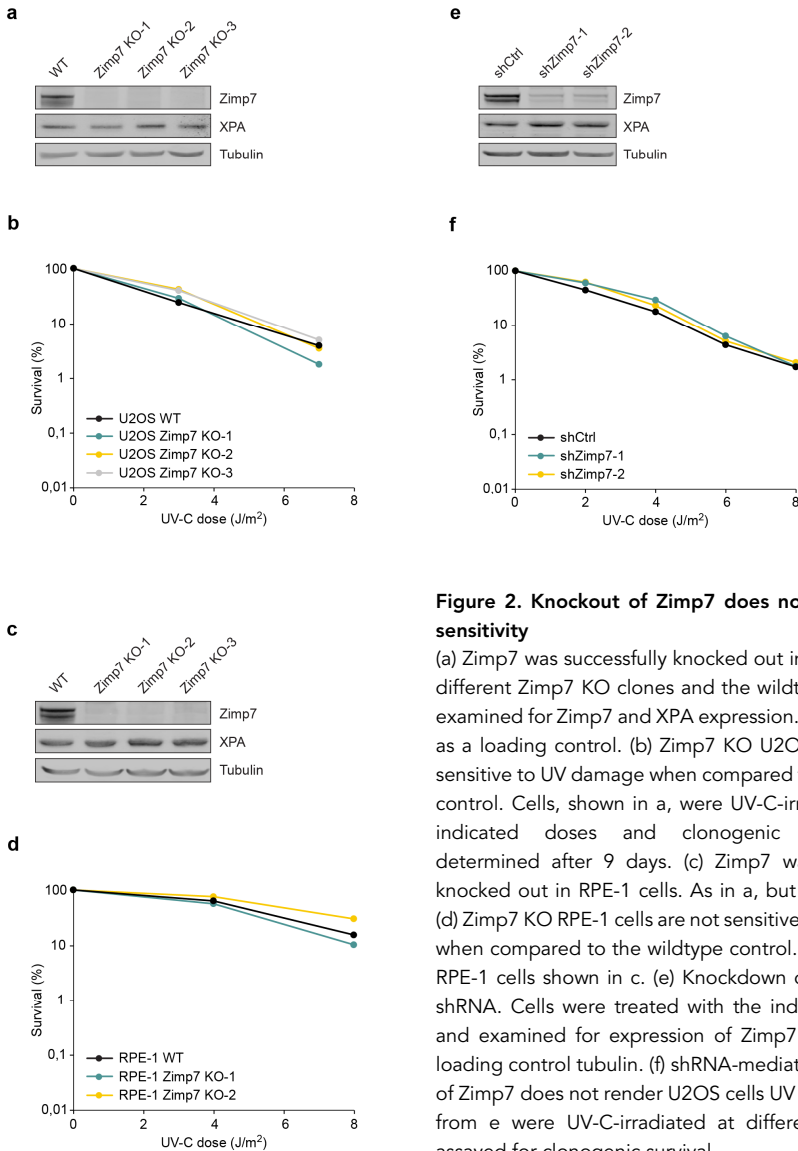 a
WT
Zimp7 KO-1
Zimp7 KO-2
Zimp7 KO-3
Zimp7
XPA
Tubulin
b
100
10
1
0,1
0,01
Survival (%)
U2OS WT
U2OS Zimp7 KO-1
U2OS Zimp7 KO-2
U2OS Zimp7 KO-3
0 2 4 6 8
UV-C dose (J/m²)
c
WT
Zimp7 KO-1
Zimp7 KO-2
Zimp7 KO-3
Zimp7
XPA
Tubulin
d
100
10
1
0,1
0,01
Survival (%)
RPE-1 WT
RPE-1 Zimp7 KO-1
RPE-1 Zimp7 KO-2
0 2 4 6 8
UV-C dose (J/m²)
e
shCtrl
shZimp7-1
shZimp7-2
Zimp7
XPA
Tubulin
f
100
10
1
0,1
0,01
Survival (%)
shCtrl
shZimp7-1
shZimp7-2
0 2 4 6 8
UV-C dose (J/m²)
Figure 2. Knockout of Zimp7 does no
sensitivity
(a) Zimp7 was successfully knocked out in
different Zimp7 KO clones and the wildt
examined for Zimp7 and XPA expression.
as a loading control. (b) Zimp7 KO U2O
sensitive to UV damage when compared
control. Cells, shown in a, were UV-C-irr
indicated doses and clonogenic
determined after 9 days. (c) Zimp7 w
knocked out in RPE-1 cells. As in a, but
(d) Zimp7 KO RPE-1 cells are not sensitive
when compared to the wildtype control.
RPE-1 cells shown in c. (e) Knockdown
shRNA. Cells were treated with the ind
and examined for expression of Zimp7
loading control tubulin. (f) shRNA-mediat
of Zimp7 does not render U2OS cells UV
from e were UV-C-irradiated at differe
assayed for clonogenic survival